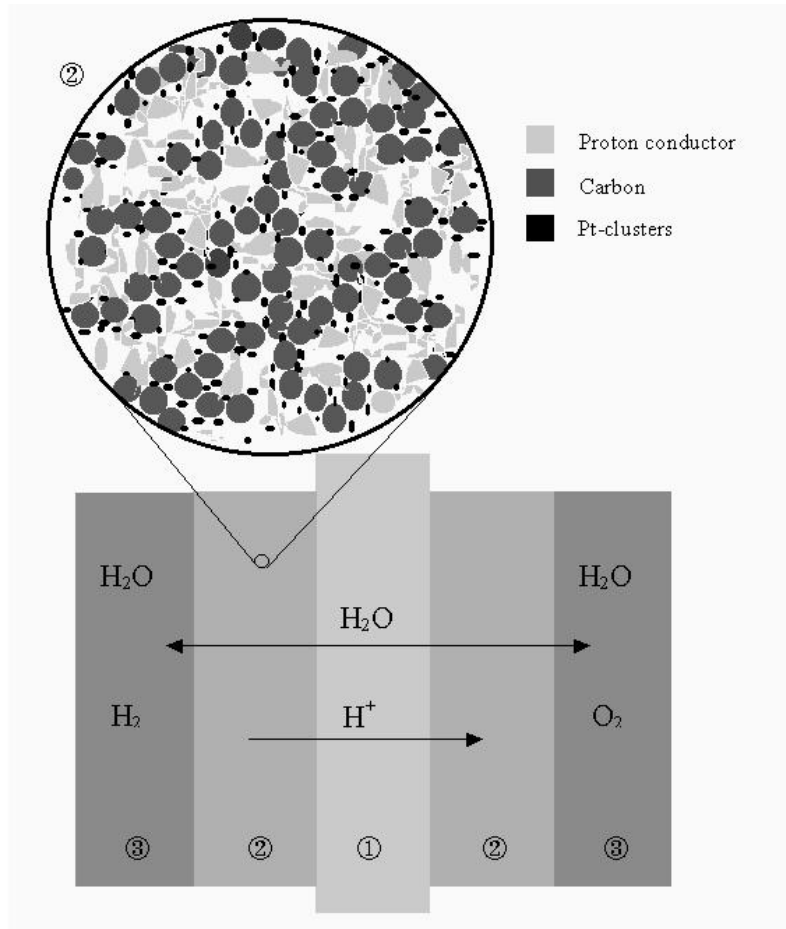 ②
Proton conductor
Carbon
Pt-clusters
H₂O H₂O
H₂O
H₂ H⁺ O₂
③ ② ① ② ③